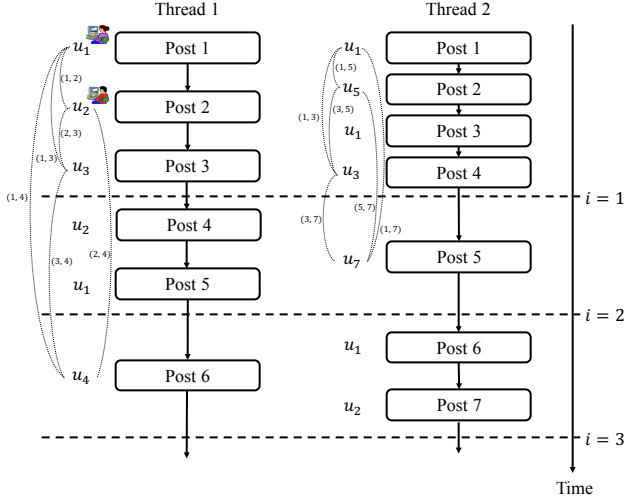 Thread 1
Thread 2
u₁
Post 1
u₁
Post 1
(1, 2)
(1, 5)
u₂
Post 2
u₅
Post 2
(2, 3)
(1, 3)
(3, 5)
u₁
Post 3
(1, 3)
u₃
Post 3
u₃
Post 4
(1, 4)
i = 1
(5, 7)
u₂
Post 4
(3, 7)
(1, 7)
(3, 4)
(2, 4)
u₇
Post 5
u₁
Post 5
i = 2
u₁
Post 6
u₄
Post 6
u₂
Post 7
i = 3
Time